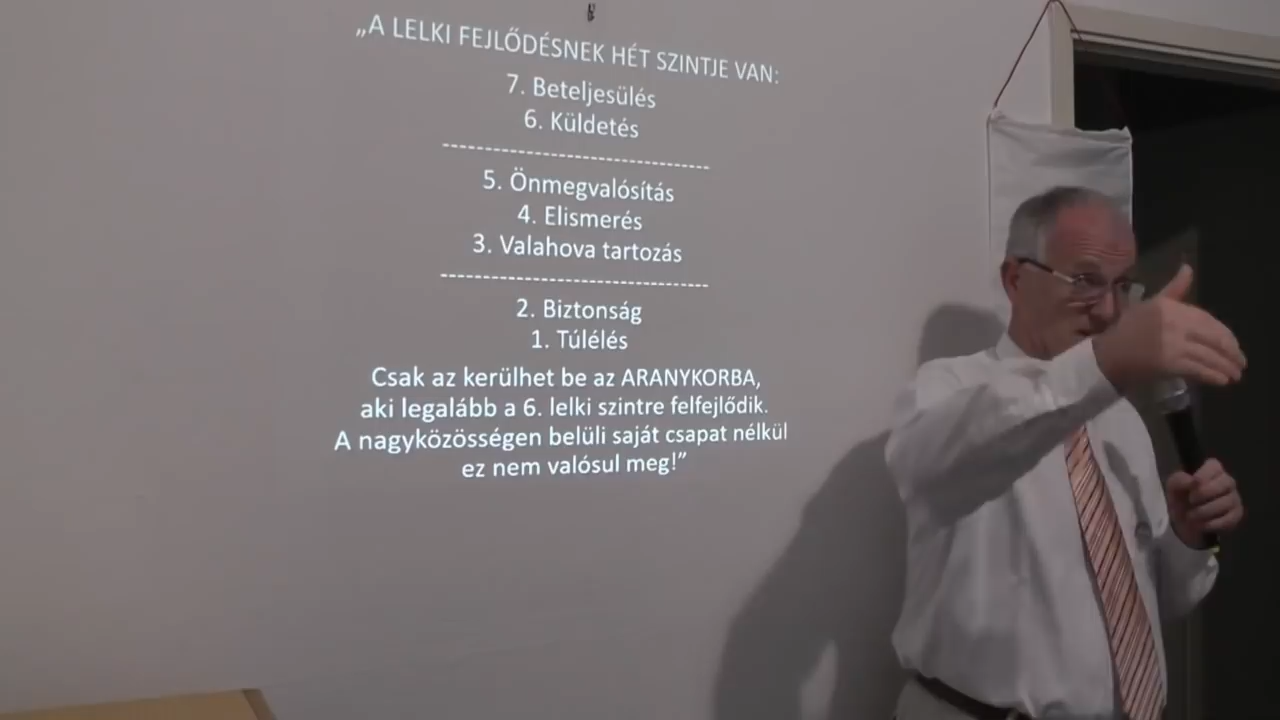 „A LELKI FEJLŐDÉSNEK HÉT SZINTJE VAN:
7. Beteljesülés
6. Küldetés
--------------------------------
5. Önmegvalósítás
4. Elismerés
3. Valahova tartozás
--------------------------------
2. Biztonság
1. Túlélés
Csak az kerülhet be az ARANYKORBA,
aki legalább a 6. lelki szintre felfejlődik.
A nagyközösségen belüli saját csapat nélkül
ez nem valósul meg!”